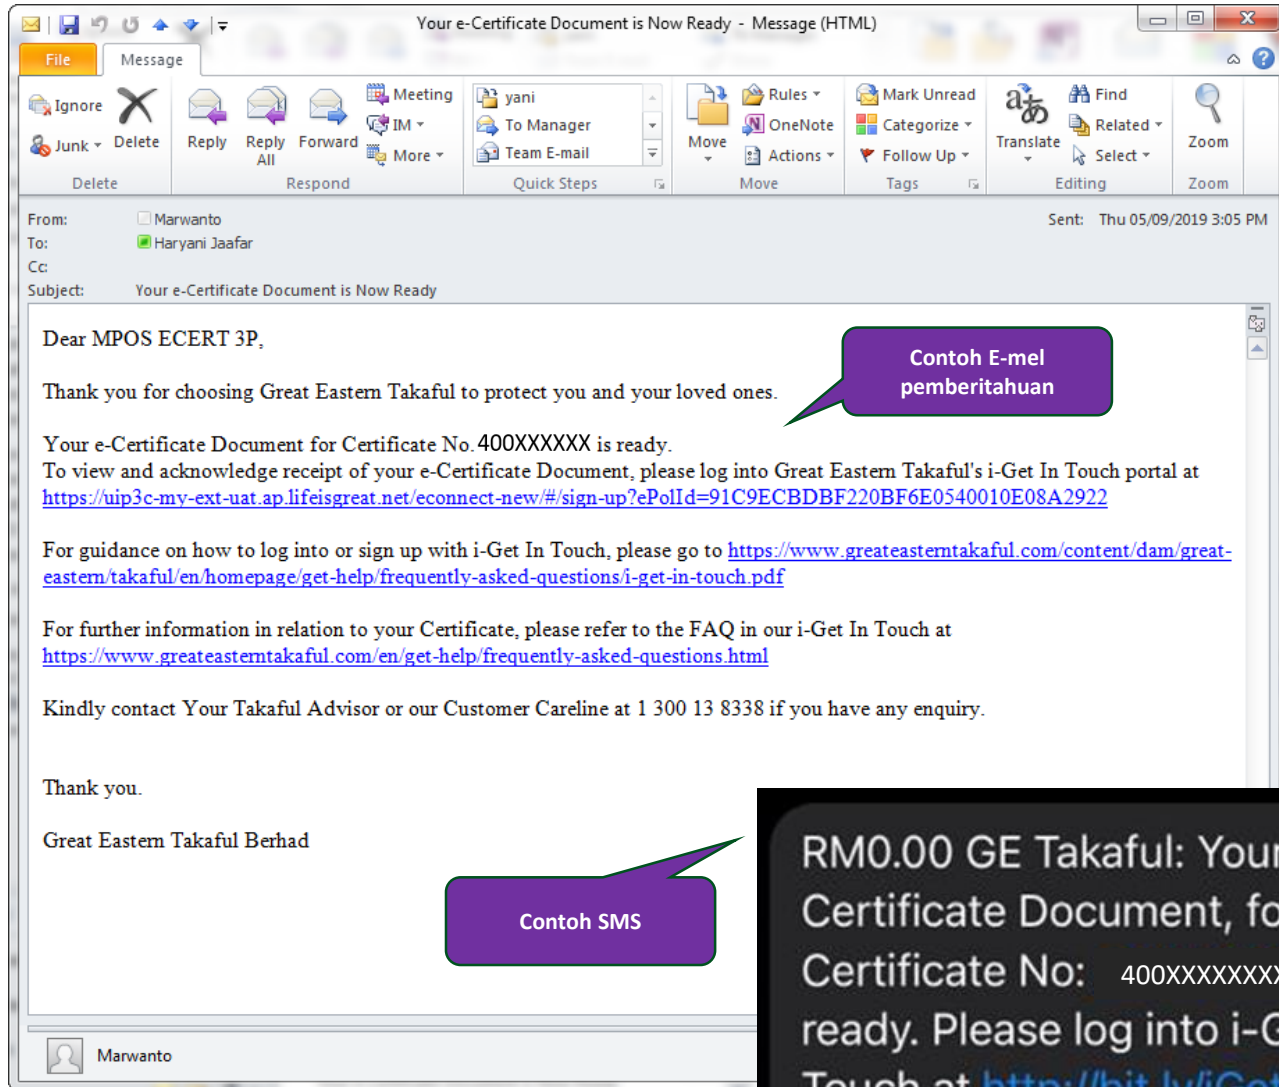 Your e-Certificate Document is Now Ready - Message (HTML)
File Message
Ignore
Junk
Delete
Reply
Reply All
Forward
Meeting
IM
More
yani
To Manager
Team E-mail
Move
Rules
OneNote
Actions
Mark Unread
Categorize
Follow Up
Translate
Find
Related
Select
Zoom
Delete Respond Quick Steps Move Tags Editing Zoom
From: Marwanto Sent: Thu 05/09/2019 3:05 PM
To: Haryani Jaafar
Cc:
Subject: Your e-Certificate Document is Now Ready
Dear MPOS ECERT 3P,
Contoh E-mel
pemberitahuan
Thank you for choosing Great Eastern Takaful to protect you and your loved ones.
Your e-Certificate Document for Certificate No. 400XXXXXX is ready.
To view and acknowledge receipt of your e-Certificate Document, please log into Great Eastern Takaful's i-Get In Touch portal at
https://uip3c-my-ext-uat.ap.lifeisgreat.net/econnect-new/#/sign-up?ePolId=91C9ECBDBF220BF6E0540010E08A2922
For guidance on how to log into or sign up with i-Get In Touch, please go to https://www.greateasterntakaful.com/content/dam/great-
eastern/takaful/en/homepage/get-help/frequently-asked-questions/i-get-in-touch.pdf
For further information in relation to your Certificate, please refer to the FAQ in our i-Get In Touch at
https://www.greateasterntakaful.com/en/get-help/frequently-asked-questions.html
Kindly contact Your Takaful Advisor or our Customer Careline at 1 300 13 8338 if you have any enquiry.
Thank you.
Great Eastern Takaful Berhad
Contoh SMS
RM0.00 GE Takaful: Your
Certificate Document, fo
Certificate No: 400XXXXXXXX
ready. Please log into i-G
Touch at
Marwanto